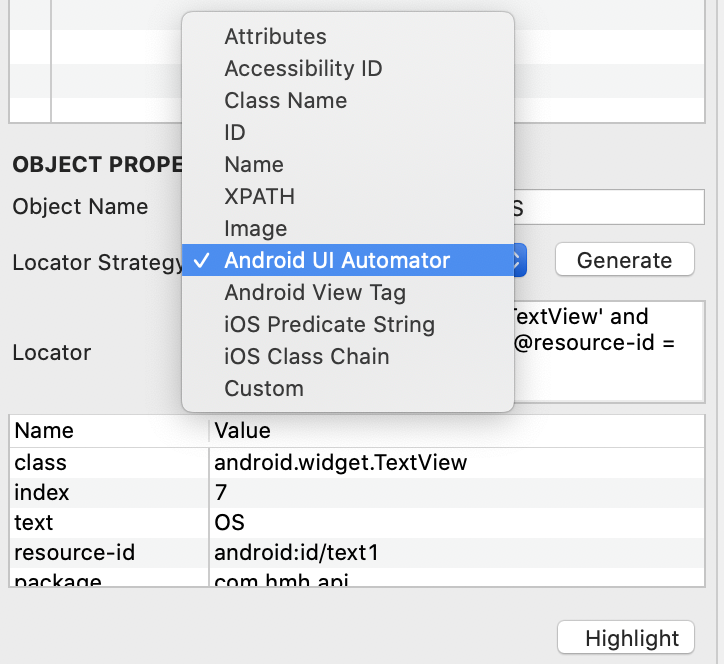 Attributes
Accessibility ID
Class Name
ID
Name
XPATH
Image
✓ Android UI Automator
Android View Tag
iOS Predicate String
iOS Class Chain
Custom
OBJECT PROPE
Object Name
S
Locator Strategy
Generate
Locator
TextView' and
@resource-id =
Name Value
class android.widget.TextView
index 7
text OS
resource-id android:id/text1
package com.hmh.api
Highlight